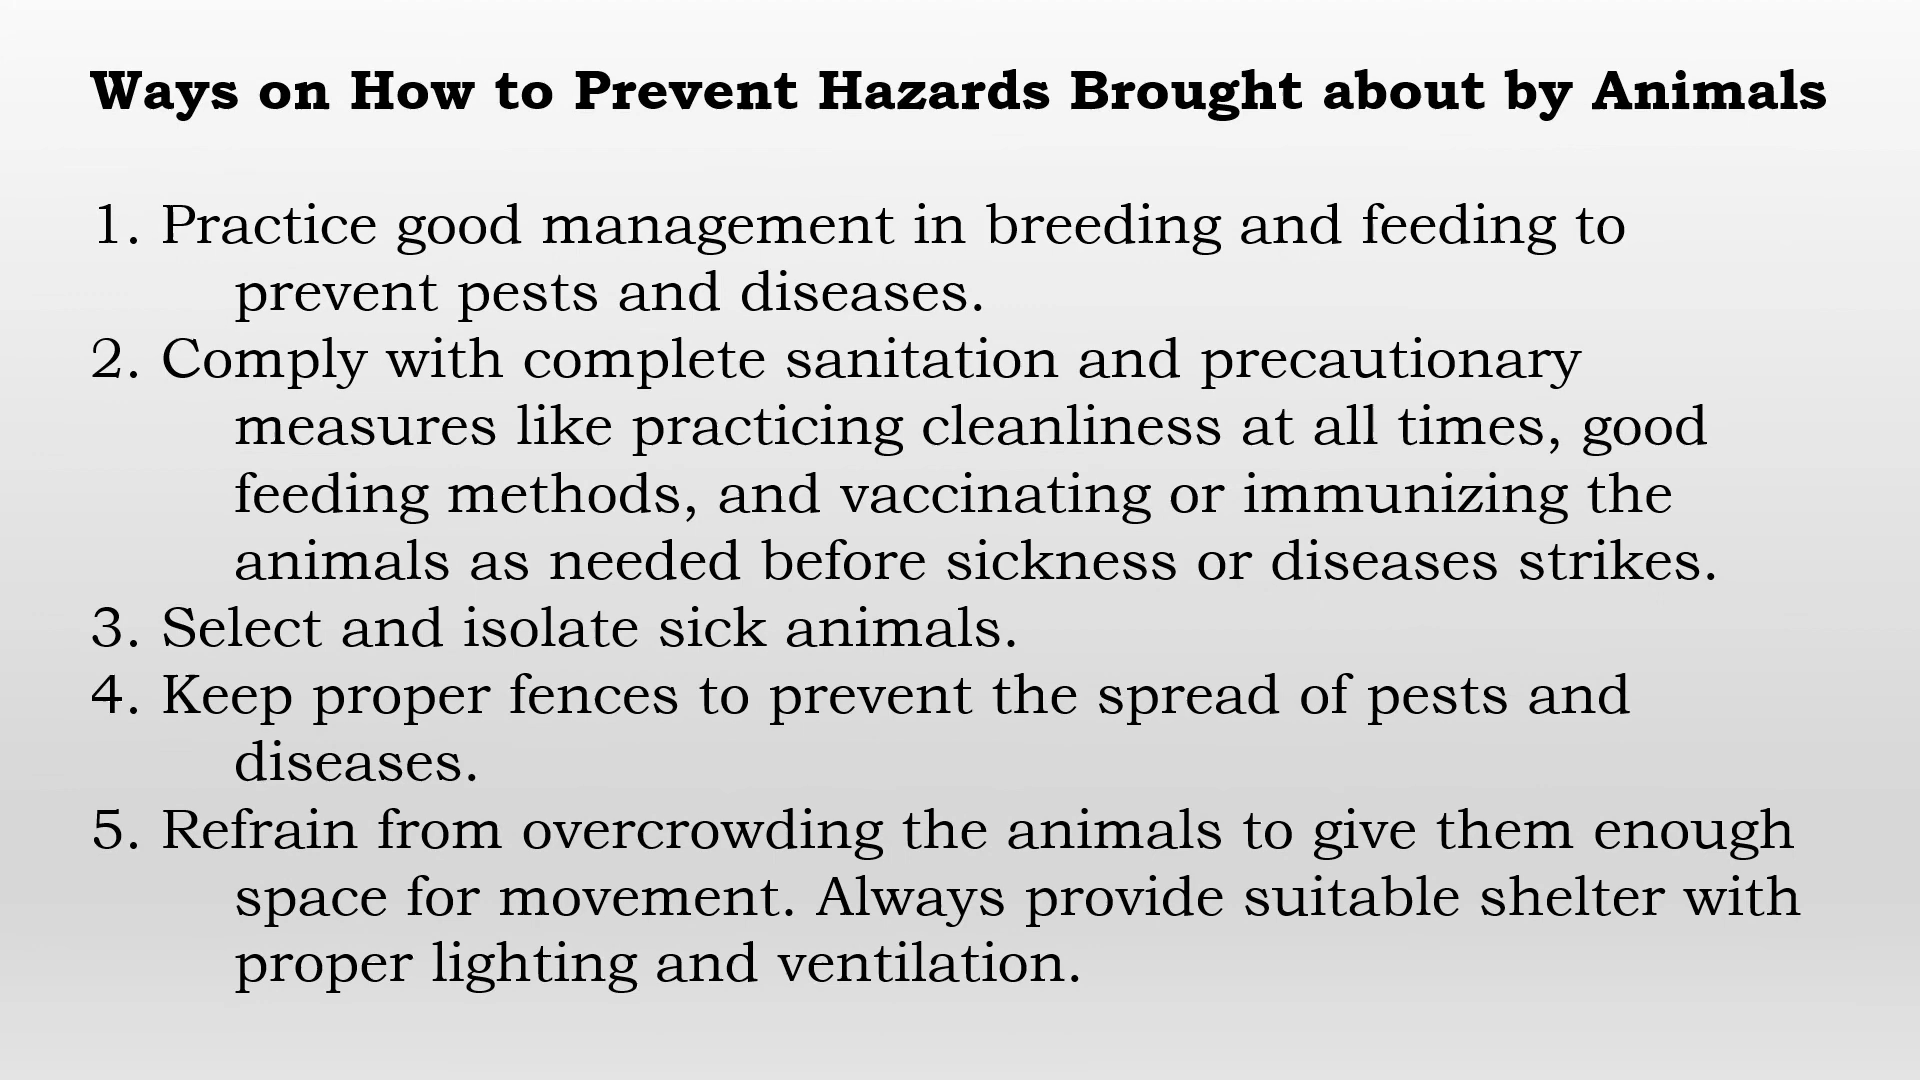 Ways on How to Prevent Hazards Brought about by Animals
1. Practice good management in breeding and feeding to
prevent pests and diseases.
2. Comply with complete sanitation and precautionary
measures like practicing cleanliness at all times, good
feeding methods, and vaccinating or immunizing the
animals as needed before sickness or diseases strikes.
3. Select and isolate sick animals.
4. Keep proper fences to prevent the spread of pests and
diseases.
5. Refrain from overcrowding the animals to give them enough
space for movement. Always provide suitable shelter with
proper lighting and ventilation.